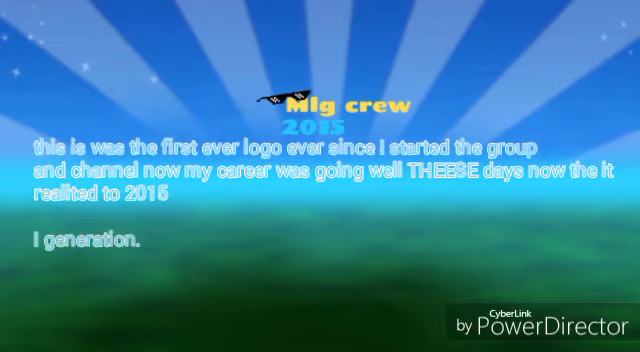 Mlg crew
2015
this is was the first ever logo ever since I started the group
and channel now my career was going well THEESE days now the it
realited to 2015
I generation.
CyberLink
by PowerDirector